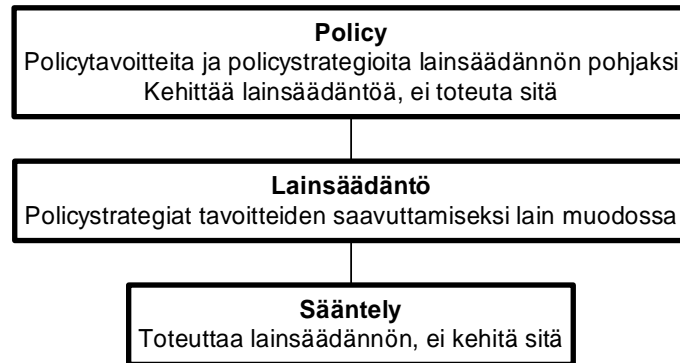 Policy
Policytavoitteita ja policystrategioita lainsäädännön pohjaksi
Kehittää lainsäädäntöä, ei toteuta sitä
Lainsäädäntö
Policystrategiat tavoitteiden saavuttamiseksi lain muodossa
Sääntely
Toteuttaa lainsäädännön, ei kehitä sitä